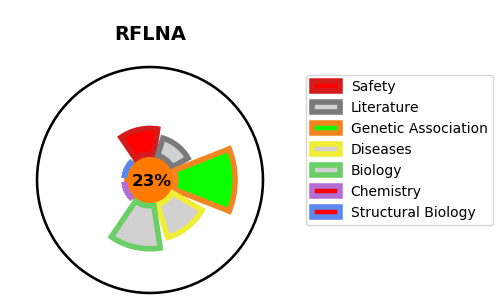 RFLNA
23%
Safety
Literature
Genetic Association
Diseases
Biology
Chemistry
Structural Biology